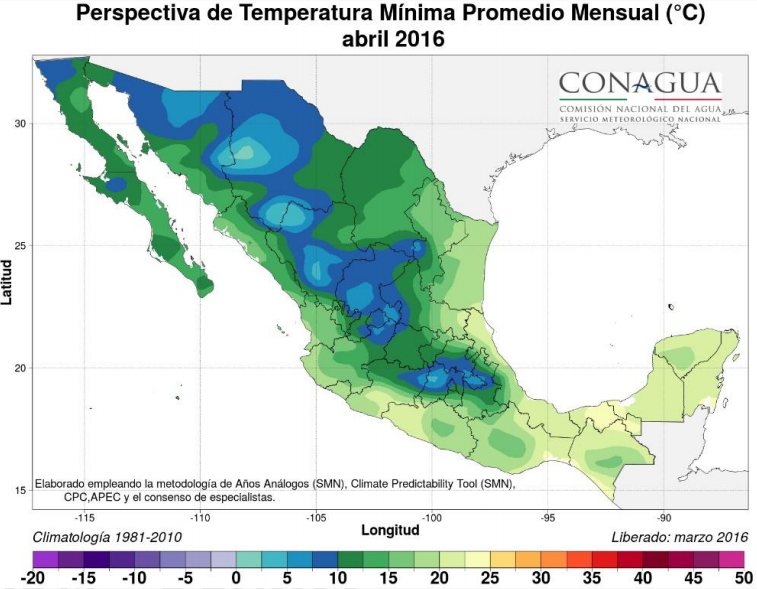 Perspectiva de Temperatura Mínima Promedio Mensual (°C)
abril 2016
CONAGUA
COMISIÓN NACIONAL DEL AGUA
SERVICIO METEOROLÓGICO NACIONAL
Latitud
30
25
20
15
Elaborado empleando la metodología de Años Análogos (SMN), Climate Predictability Tool (SMN),
CPC,APEC y el consenso de especialistas.
-115 -110 -105 -100 -95 -90
Longitud
Climatología 1981-2010
Liberado: marzo 2016
-20 -15 -10 -5 0 5 10 15 20 25 30 35 40 45 50